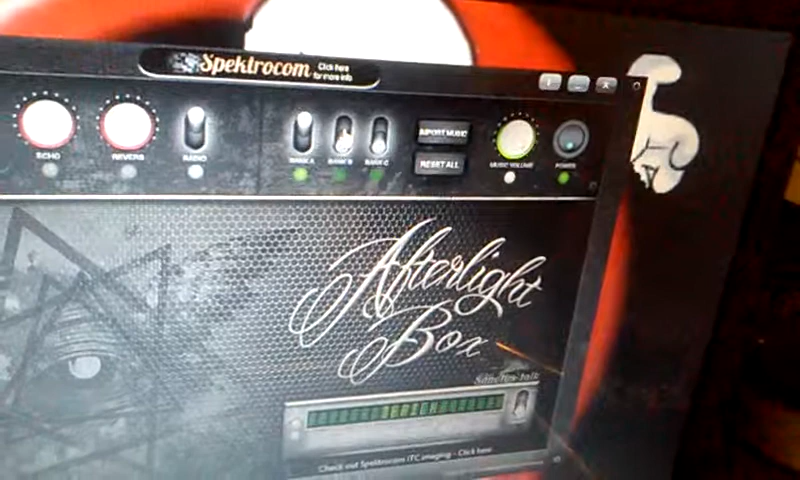 Spektrocom
Click here
for more info
ECHO
REVERB
RADIO
BANK A
BANK B
BANK C
IMPORT MUSIC
RESET ALL
MUSIC VOLUME
POWER
Afterlight
Box
Check out Spektrocom ITC imaging - Click here